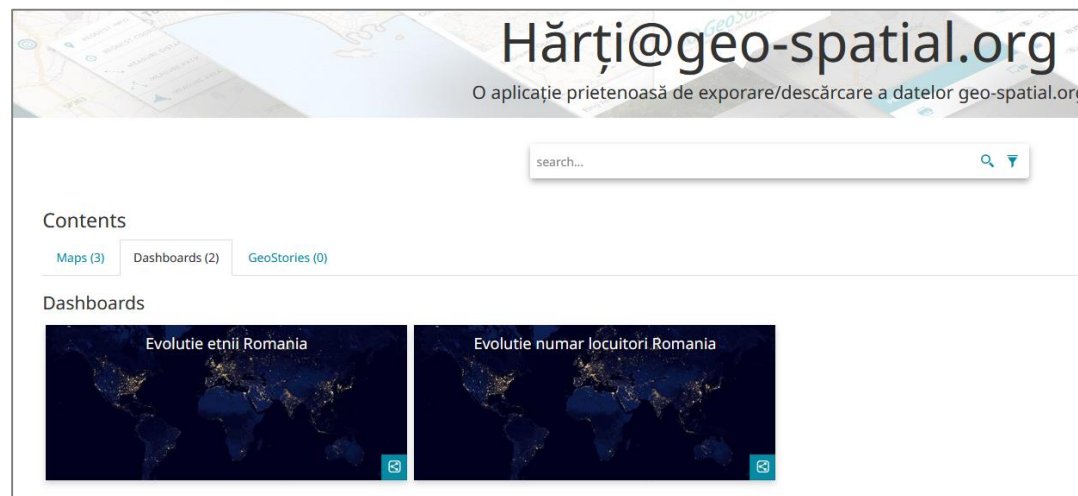 Hărți@geo-spatial.org
O aplicație prietenoasă de exporare/descărcare a datelor geo-spatial.org
search...
Contents
Maps (3) Dashboards (2) GeoStories (0)
Dashboards
Evolutie etnii Romania Evolutie numar locuitori Romania